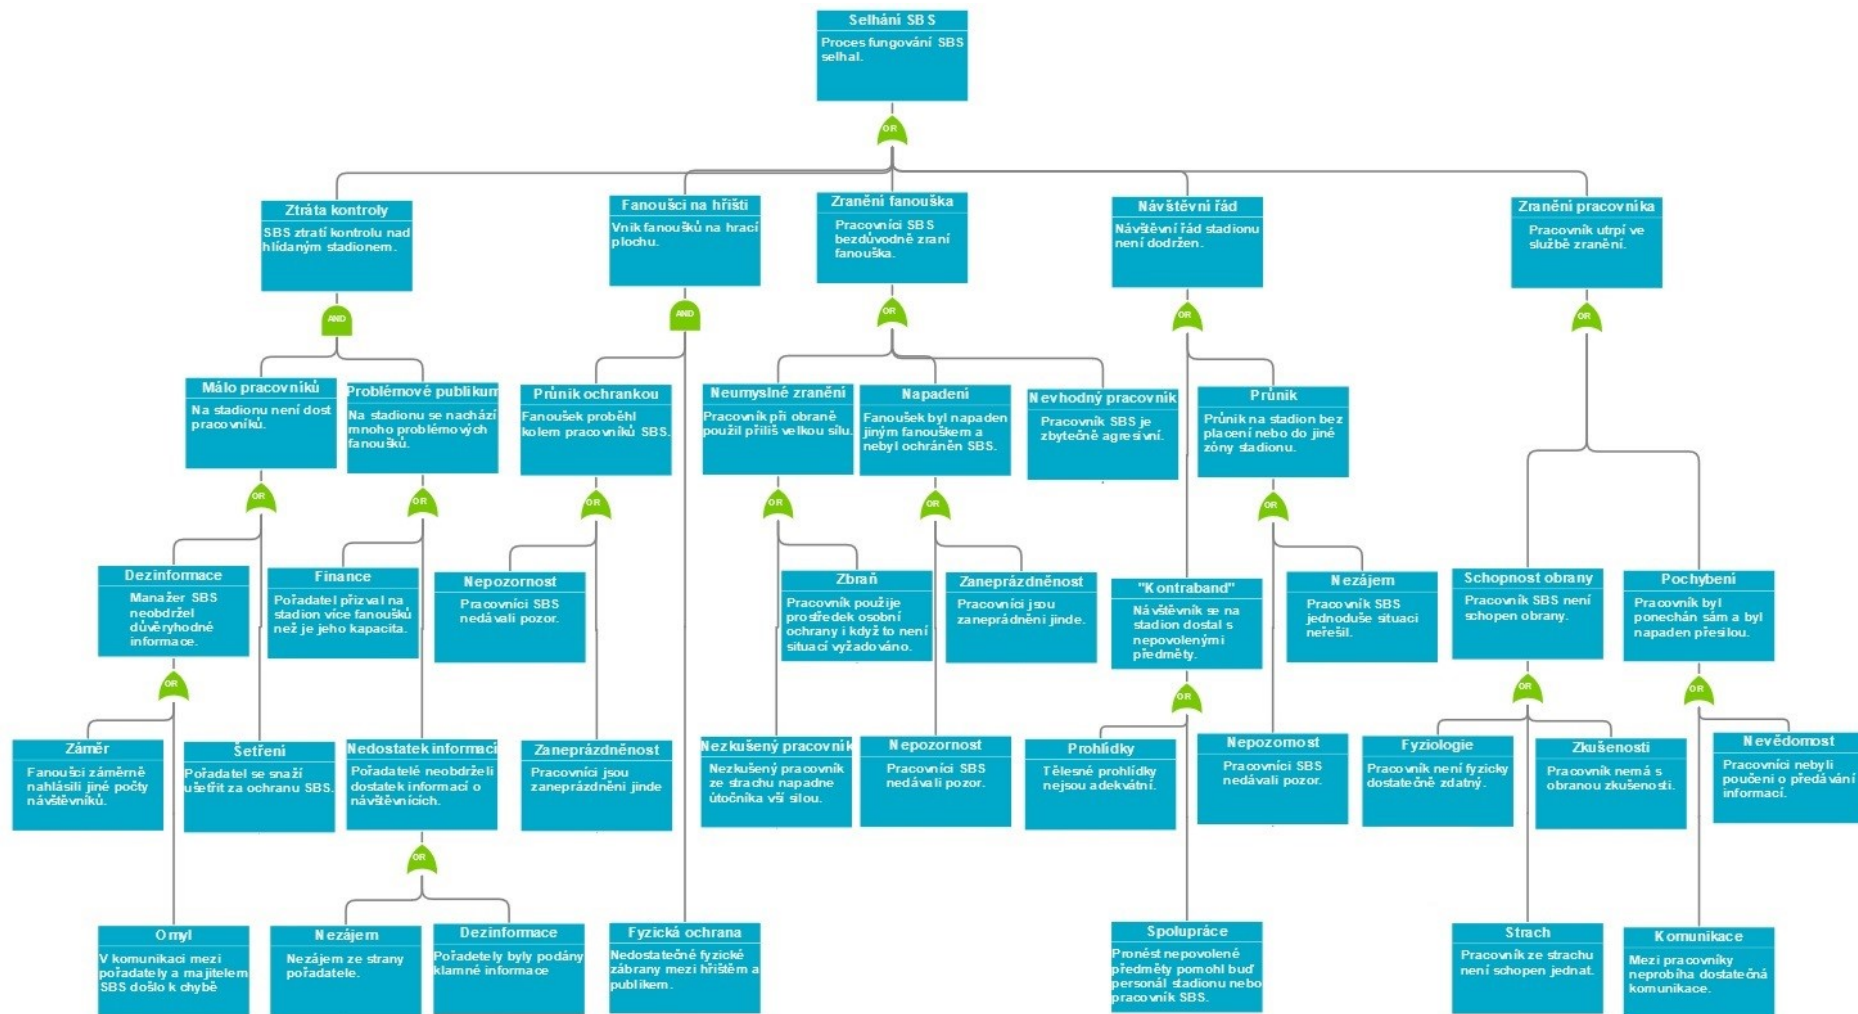 Selhání SBS
Proces fungování SBS
selhal.
OR
Ztráta kontroly
SBS ztratí kontrolu nad
hlídaným stadionem.
Fanoušci na hřišti
Vnik fanoušků na hrací
plochu.
Zranění fanouška
Pracovníci SBS
bezdůvodně zraní
fanouška.
Návštěvní řád
Návštěvní řád stadionu
není dodržen.
Zranění pracovníka
Pracovník utrpí ve
službě zranění.
AND
AND
OR
OR
OR
Málo pracovníků
Na stadionu není dost
pracovníků.
Problémové publikum
Na stadionu se nachází
mnoho problémových
fanoušků.
Průnik ochrankou
Fanoušek proběhl
kolem pracovníků SBS.
Neumyslné zranění
Pracovník při obraně
použil příliš velkou sílu.
Napadení
Fanoušek byl napaden
jiným fanouškem a
nebyl ochráněn SBS.
Nevhodný pracovník
Pracovník SBS je
zbytečně agresivní.
Průnik
Průnik na stadion bez
placení nebo do jiné
zóny stadionu.
OR
OR
OR
OR
OR
OR
Dezinformace
Manažer SBS
neobdržel
důvěryhodné
informace.
Finance
Pořadatel přizval na
stadion více fanoušků
než je jeho kapacita.
Nepozornost
Pracovníci SBS
nedávali pozor.
Zbraň
Pracovník použije
prostředek osobní
ochrany i když to není
situací vyžadováno.
Zaneprázdněnost
Pracovníci jsou
zaneprádněni jinde.
"Kontraband"
Návštěvník se na
stadion dostal s
nepovolenými
předměty.
Nezájem
Pracovník SBS
jednoduše situaci
neřešil.
Schopnost obrany
Pracovník SBS není
schopen obrany.
Pochybení
Pracovník byl
ponechán sám a byl
napaden přesilou.
OR
OR
OR
OR
Záměr
Fanoušci záměrně
nahlásili jiné počty
návštěvníků.
Šetření
Pořadatel se snaží
ušetřit za ochranu SBS.
Nedostatek informací
Pořadatelé neobdrželi
dostatek informací o
návštěvnících.
Zaneprázdněnost
Pracovníci jsou
zaneprázdněni jinde
Nezkušený pracovník
Nezkušený pracovník
ze strachu napadne
útočníka vší silou.
Nepozornost
Pracovníci SBS
nedávali pozor.
Prohlídky
Tělesné prohlídky
nejsou adekvátní.
Nepozornost
Pracovníci SBS
nedávali pozor.
Fyziologie
Pracovník není fyzicky
dostatečně zdatný.
Zkušenosti
Pracovník nemá s
obranou zkušenosti.
Nevědomost
Pracovníci nebyli
poučeni o předávání
informací.
OR
Omyl
V komunikaci mezi
pořadately a majitelem
SBS došlo k chybě
Nezájem
Nezájem ze strany
pořadatele.
Dezinformace
Pořadetely byly podány
klamné informace
Fyzická ochrana
Nedostatečné fyzické
zábrany mezi hřištěm a
publikem.
Spolupráce
Pronést nepovolené
předměty pomohl buď
personál stadionu nebo
pracovník SBS.
Strach
Pracovník ze strachu
není schopen jednat.
Komunikace
Mezi pracovníky
neprobíha dostatečná
komunikace.